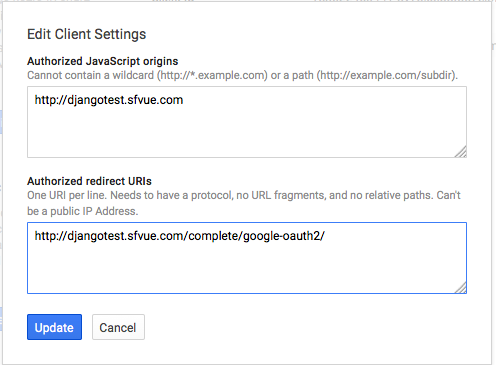 Edit Client Settings
Authorized JavaScript origins
Cannot contain a wildcard (http://*.example.com) or a path (http://example.com/subdir).
http://djangotest.sfvue.com
Authorized redirect URIs
One URI per line. Needs to have a protocol, no URL fragments, and no relative paths. Can't
be a public IP Address.
http://djangotest.sfvue.com/complete/google-oauth2/
Update Cancel